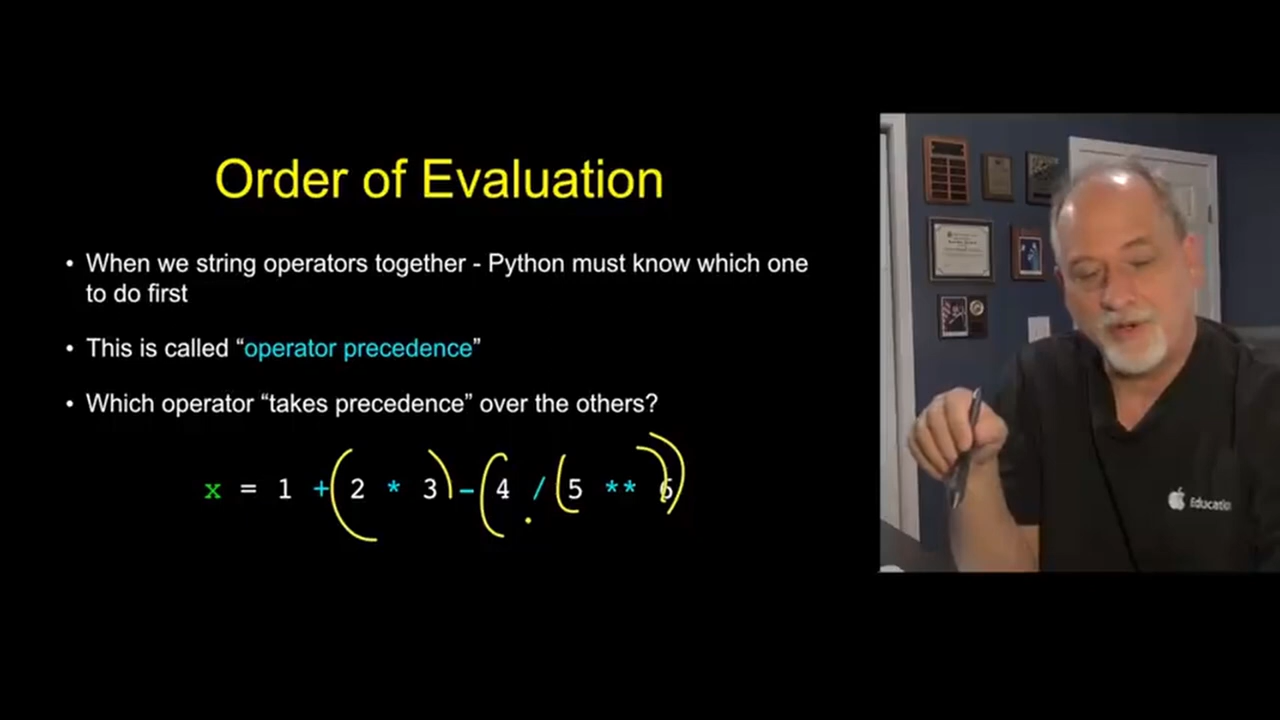 Order of Evaluation
• When we string operators together - Python must know which one
to do first
• This is called “operator precedence”
• Which operator “takes precedence” over the others?
x = 1 +(2 * 3)-(4 /(5 ** 6))
Education